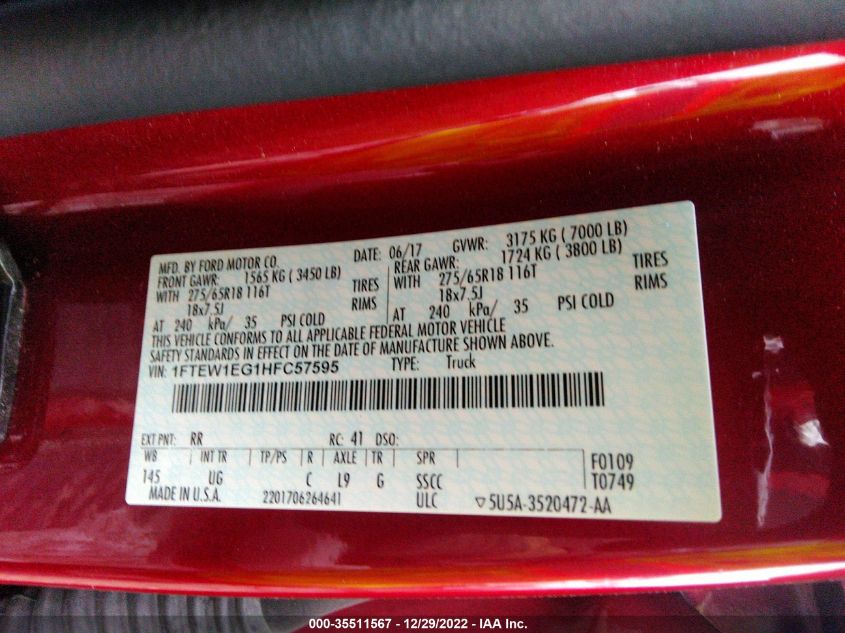 MFD. BY FORD MOTOR CO. DATE: 06/17 GVWR: 3175 KG ( 7000 LB)
FRONT GAWR: 1565 KG ( 3450 LB) REAR GAWR: 1724 KG ( 3800 LB)
WITH 275/65R18 116T TIRES WITH 275/65R18 116T TIRES
18x7.5J RIMS 18x7.5J RIMS
AT 240 kPa/ 35 PSI COLD AT 240 kPa/ 35 PSI COLD
THIS VEHICLE CONFORMS TO ALL APPLICABLE FEDERAL MOTOR VEHICLE
SAFETY STANDARDS IN EFFECT ON THE DATE OF MANUFACTURE SHOWN ABOVE.
VIN: 1FTEW1EG1HFC57595 TYPE: Truck
EXT PNT: RR RC: 41 DSO:
WB INT TR TP/PS R AXLE TR SPR F0109
145 UG C L9 G SSCC T0749
MADE IN U.S.A. 2201706264641 ULC ▽5U5A-3520472-AA
000-35511567 - 12/29/2022 - IAA Inc.